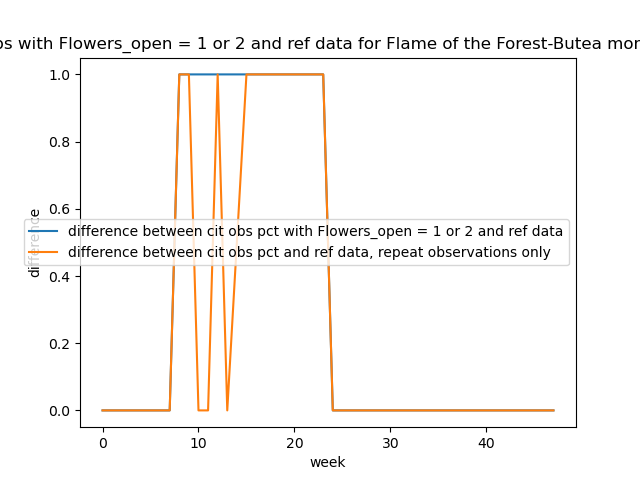 with Flowers_open = 1 or 2 and ref data for Flame of the Forest-Butea
1.0
0.8
0.6
0.4
0.2
0.0
difference
difference between cit obs pct with Flowers_open = 1 or 2 and ref data
difference between cit obs pct and ref data, repeat observations only
0
10
20
30
40
week